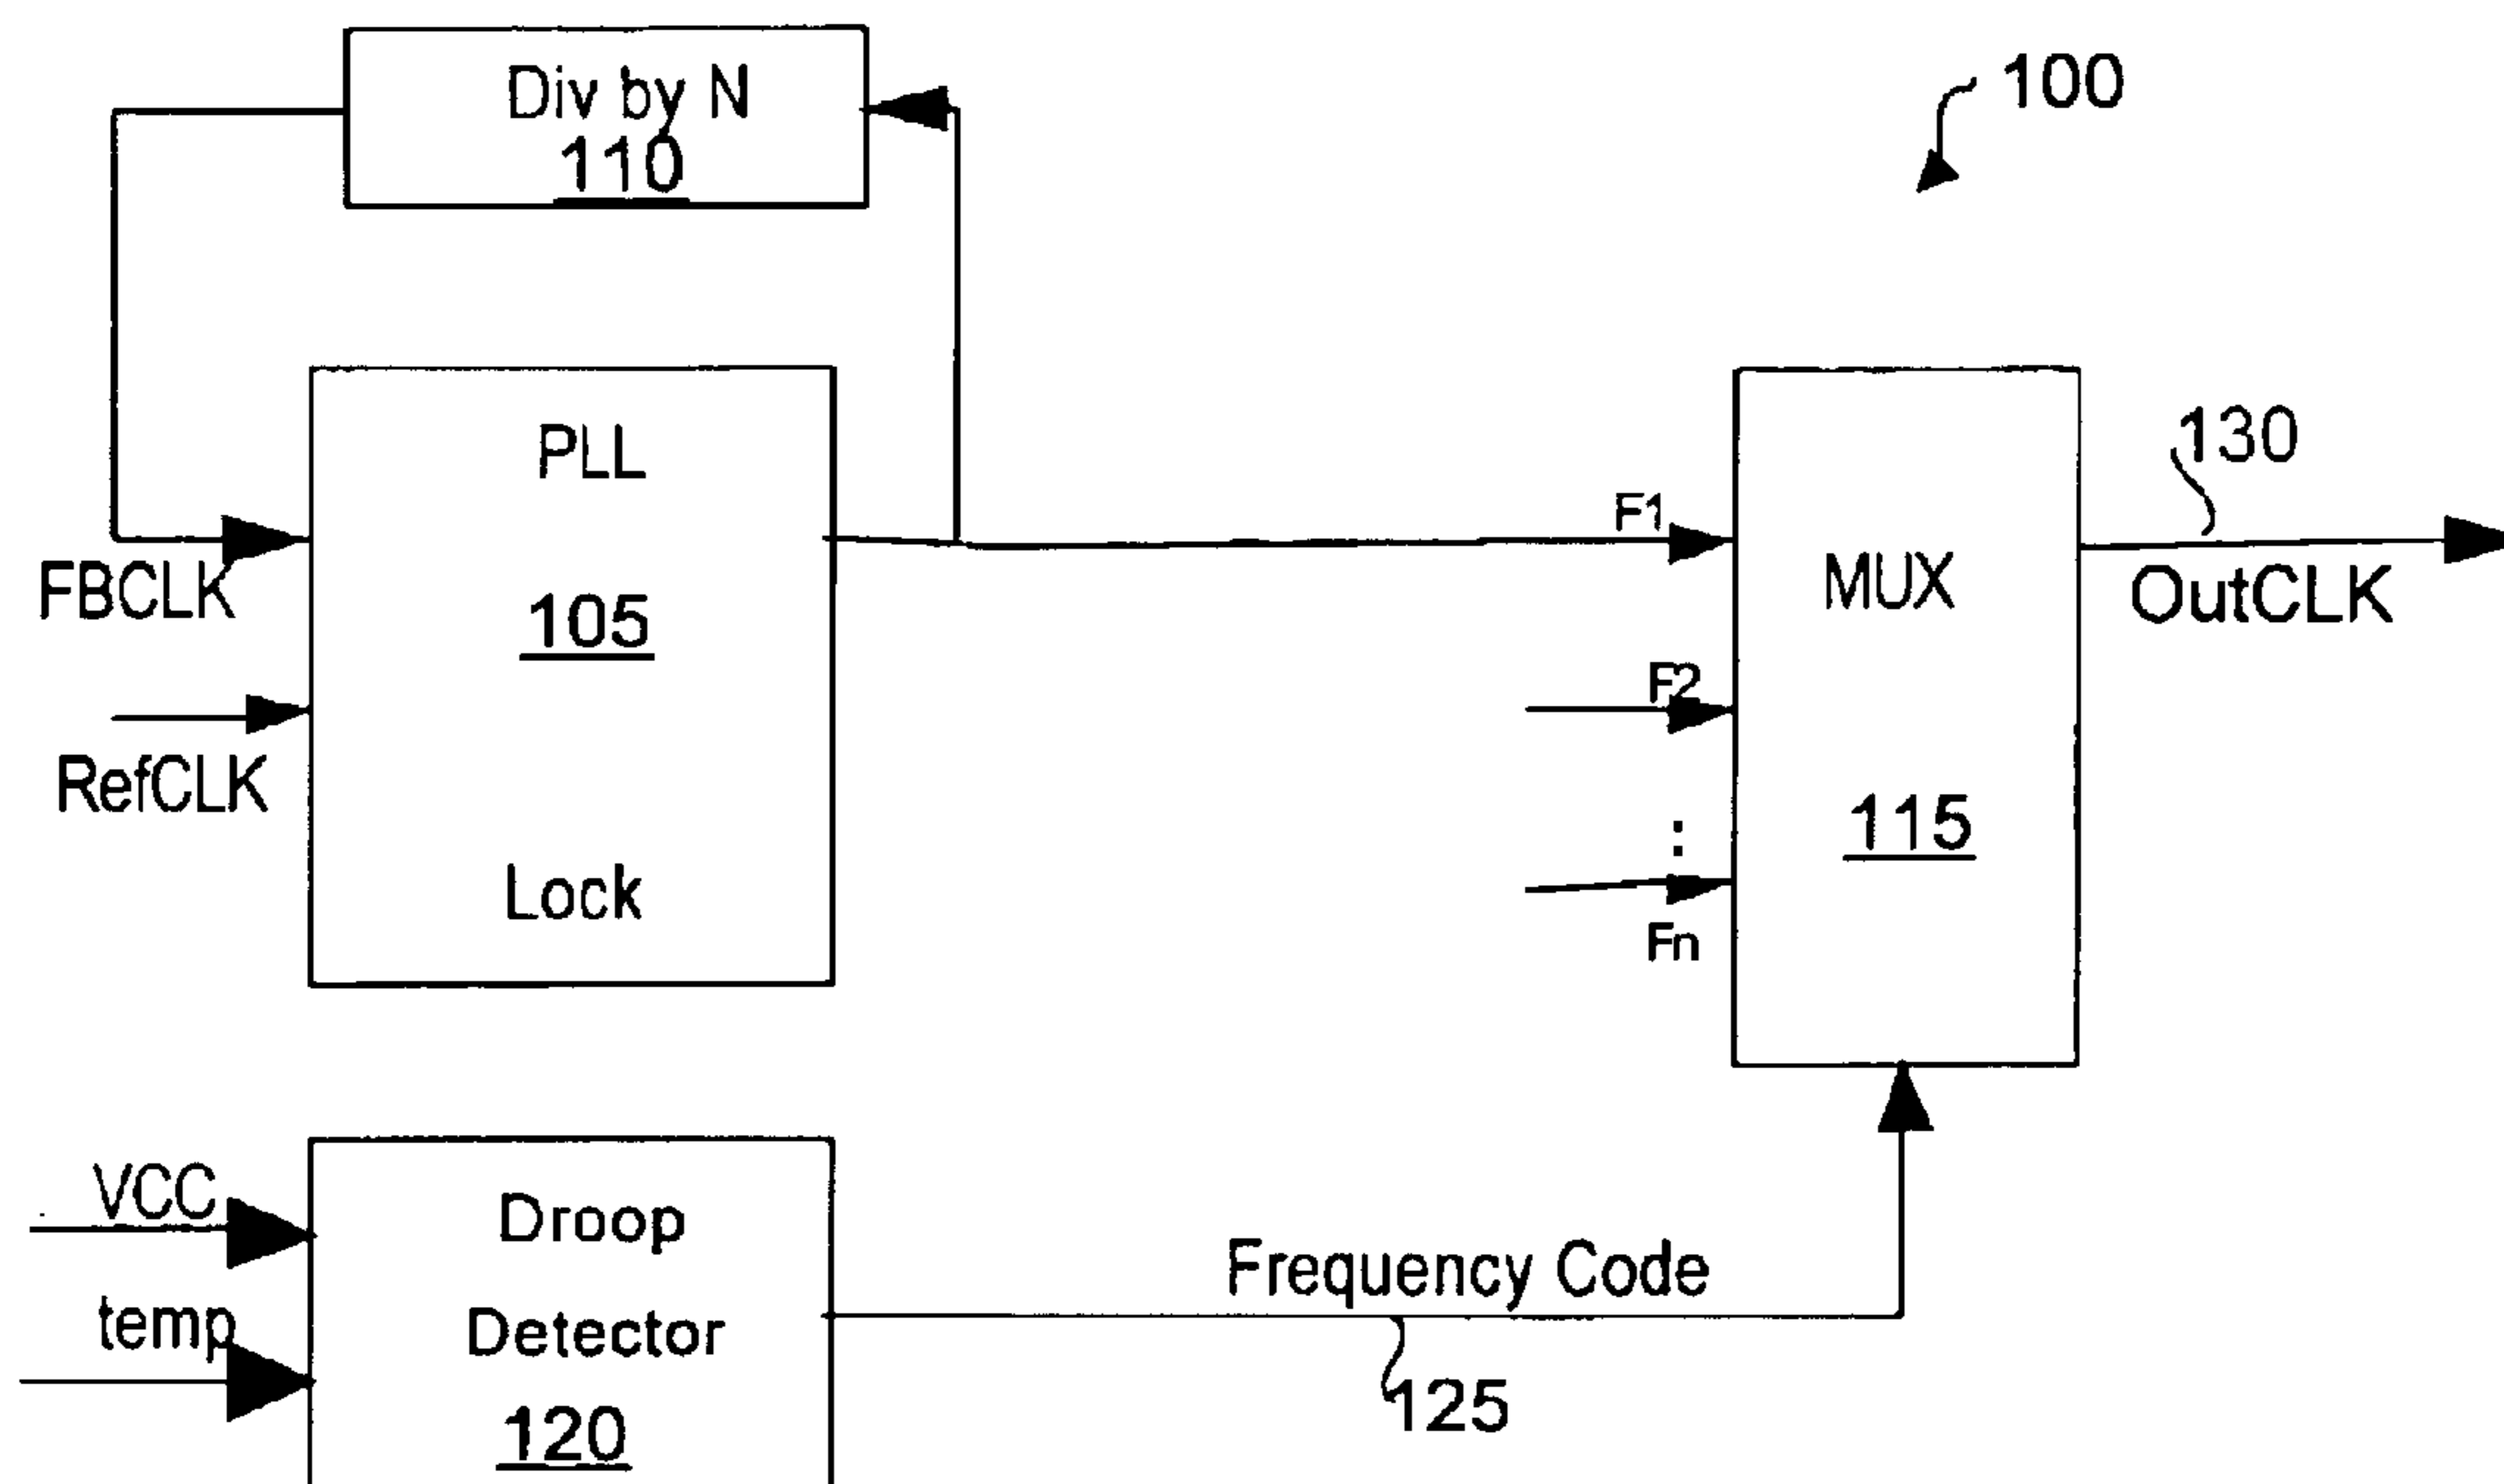 Div by N
110
100
PLL
105
Lock
FBCLK
RefCLK
F1
F2
:
Fn
MUX
115
130
OutCLK
VCC
temp
Droop
Detector
120
Frequency Code
125